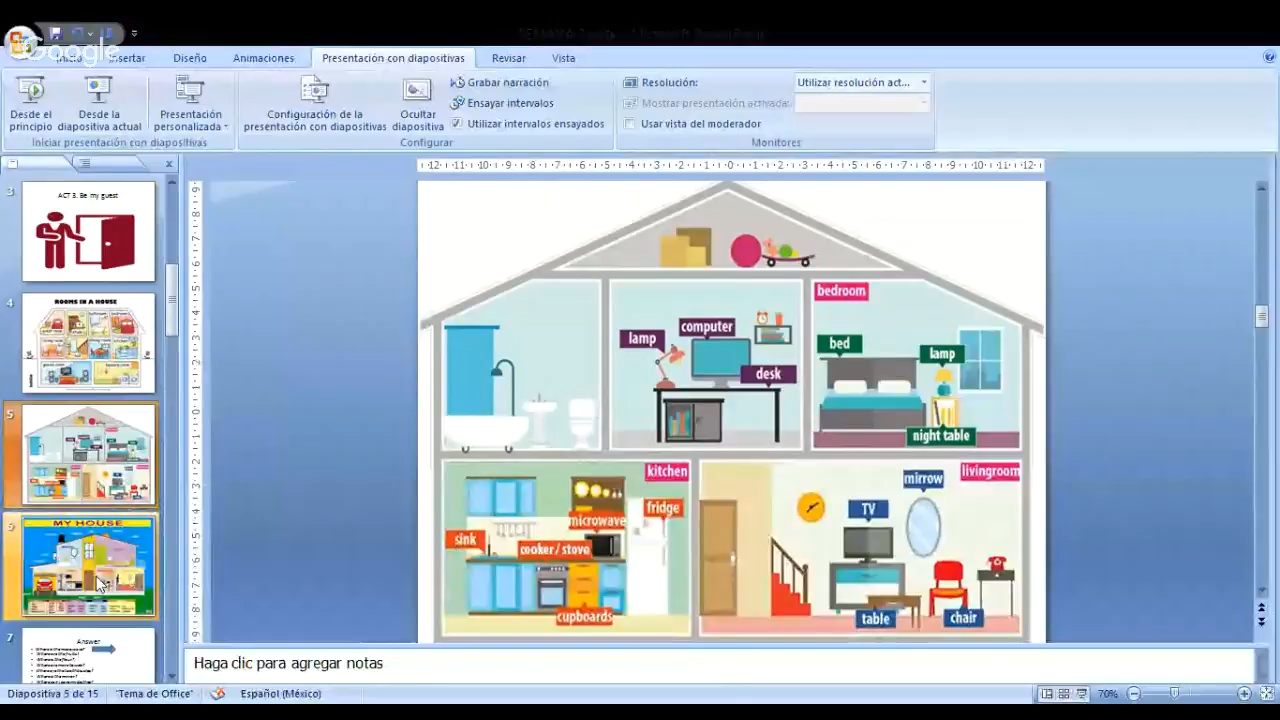 Google
Inicio Insertar Diseño Animaciones Presentación con diapositivas Revisar Vista
Desde el principio
Desde la diapositiva actual
Presentación personalizada
Iniciar presentación con diapositivas
Configuración de la presentación con diapositivas
Ocultar diapositiva
Grabar narración
Ensayar intervalos
Utilizar intervalos ensayados
Configurar
Resolución: Utilizar resolución act...
Mostrar presentación activada:
Usar vista del moderador
Monitores
3
ACT 3. Be my guest
4
ROOMS IN A HOUSE
5
6
MY HOUSE
7
Answer
bedroom
lamp
computer
desk
bed
lamp
night table
kitchen
fridge
microwave
sink
cooker / stove
cupboards
livingroom
mirrow
TV
table
chair
Haga clic para agregar notas
Diapositiva 5 de 15 "Tema de Office" Español (México) 70%